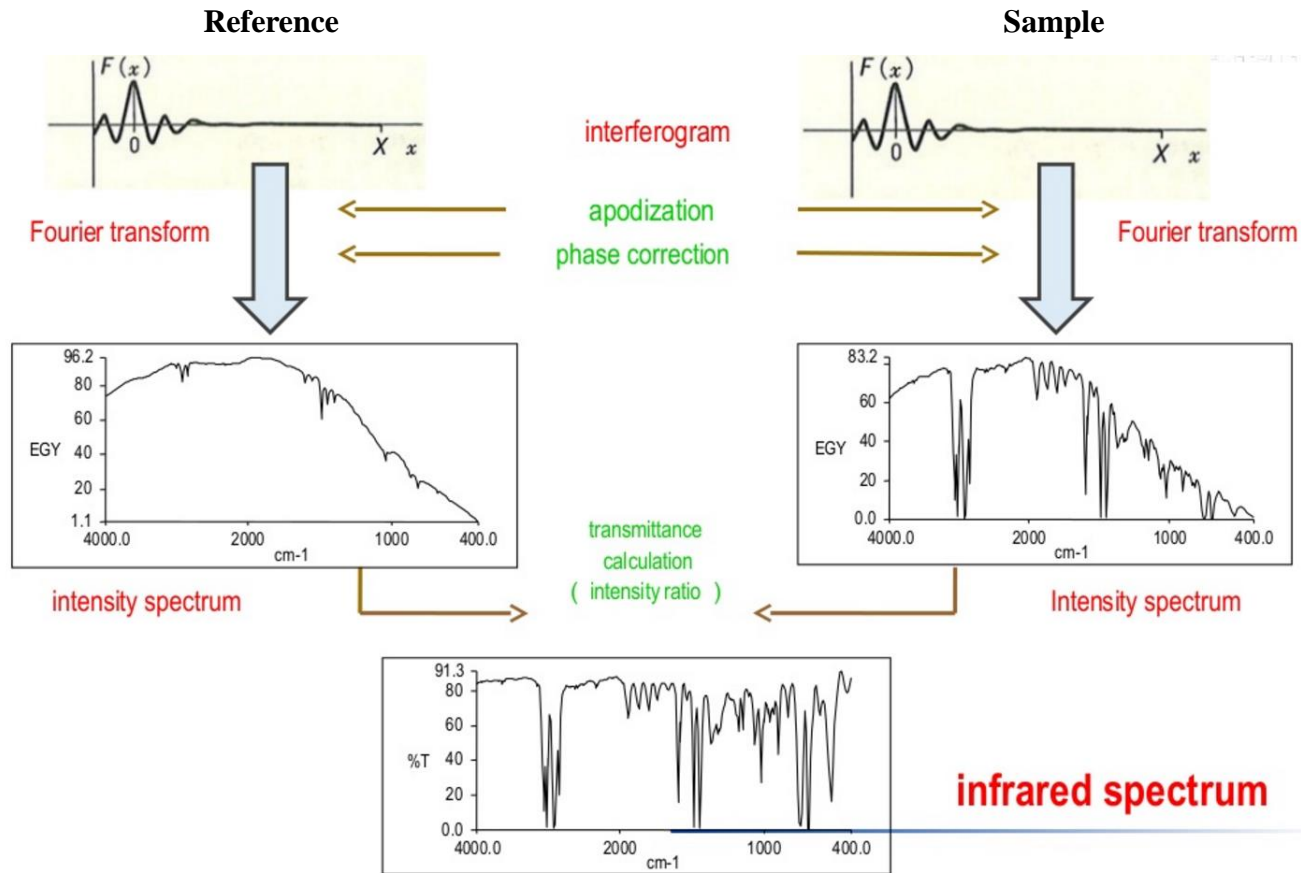 Reference
Sample
F(x)
0
X
x
F(x)
0
X
x
interferogram
apodization
phase correction
Fourier transform
Fourier transform
96.2
80
60
EGY
40
20
1.1
4000.0
2000
1000
400.0
cm-1
83.2
60
EGY
40
20
0.0
4000.0
2000
1000
400.0
cm-1
transmittance
calculation
( intensity ratio )
intensity spectrum
Intensity spectrum
91.3
80
60
%T
40
20
0.0
4000.0
2000
1000
400.0
cm-1
infrared spectrum